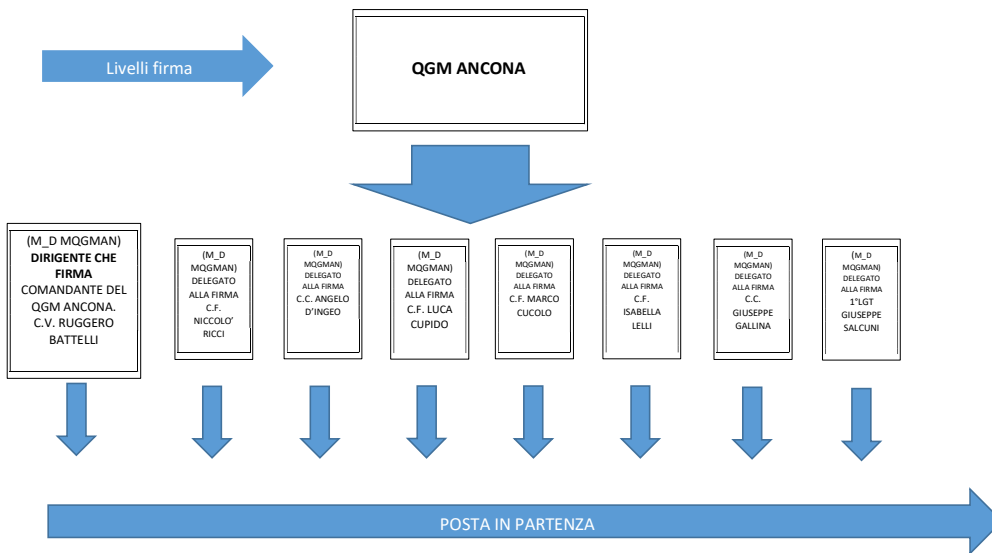 Livelli firma
QGM ANCONA
(M_D MQGMAN)
DIRIGENTE CHE
FIRMA
COMANDANTE DEL
QGM ANCONA.
C.V. RUGGERO
BATTELLI
(M_D
MQGMAN)
DELEGATO
ALLA FIRMA
C.F.
NICCOLO’
RICCI
(M_D
MQGMAN)
DELEGATO
ALLA FIRMA
C.C. ANGELO
D’INGEO
(M_D
MQGMAN)
DELEGATO
ALLA FIRMA
C.F. LUCA
CUPIDO
(M_D
MQGMAN)
DELEGATO
ALLA FIRMA
C.F. MARCO
CUCOLO
(M_D
MQGMAN)
DELEGATO
ALLA FIRMA
C.F.
ISABELLA
LELLI
(M_D
MQGMAN)
DELEGATO
ALLA FIRMA
C.C.
GIUSEPPE
GALLINA
(M_D
MQGMAN)
DELEGATO
ALLA FIRMA
1°LGT
GIUSEPPE
SALCUNI
POSTA IN PARTENZA